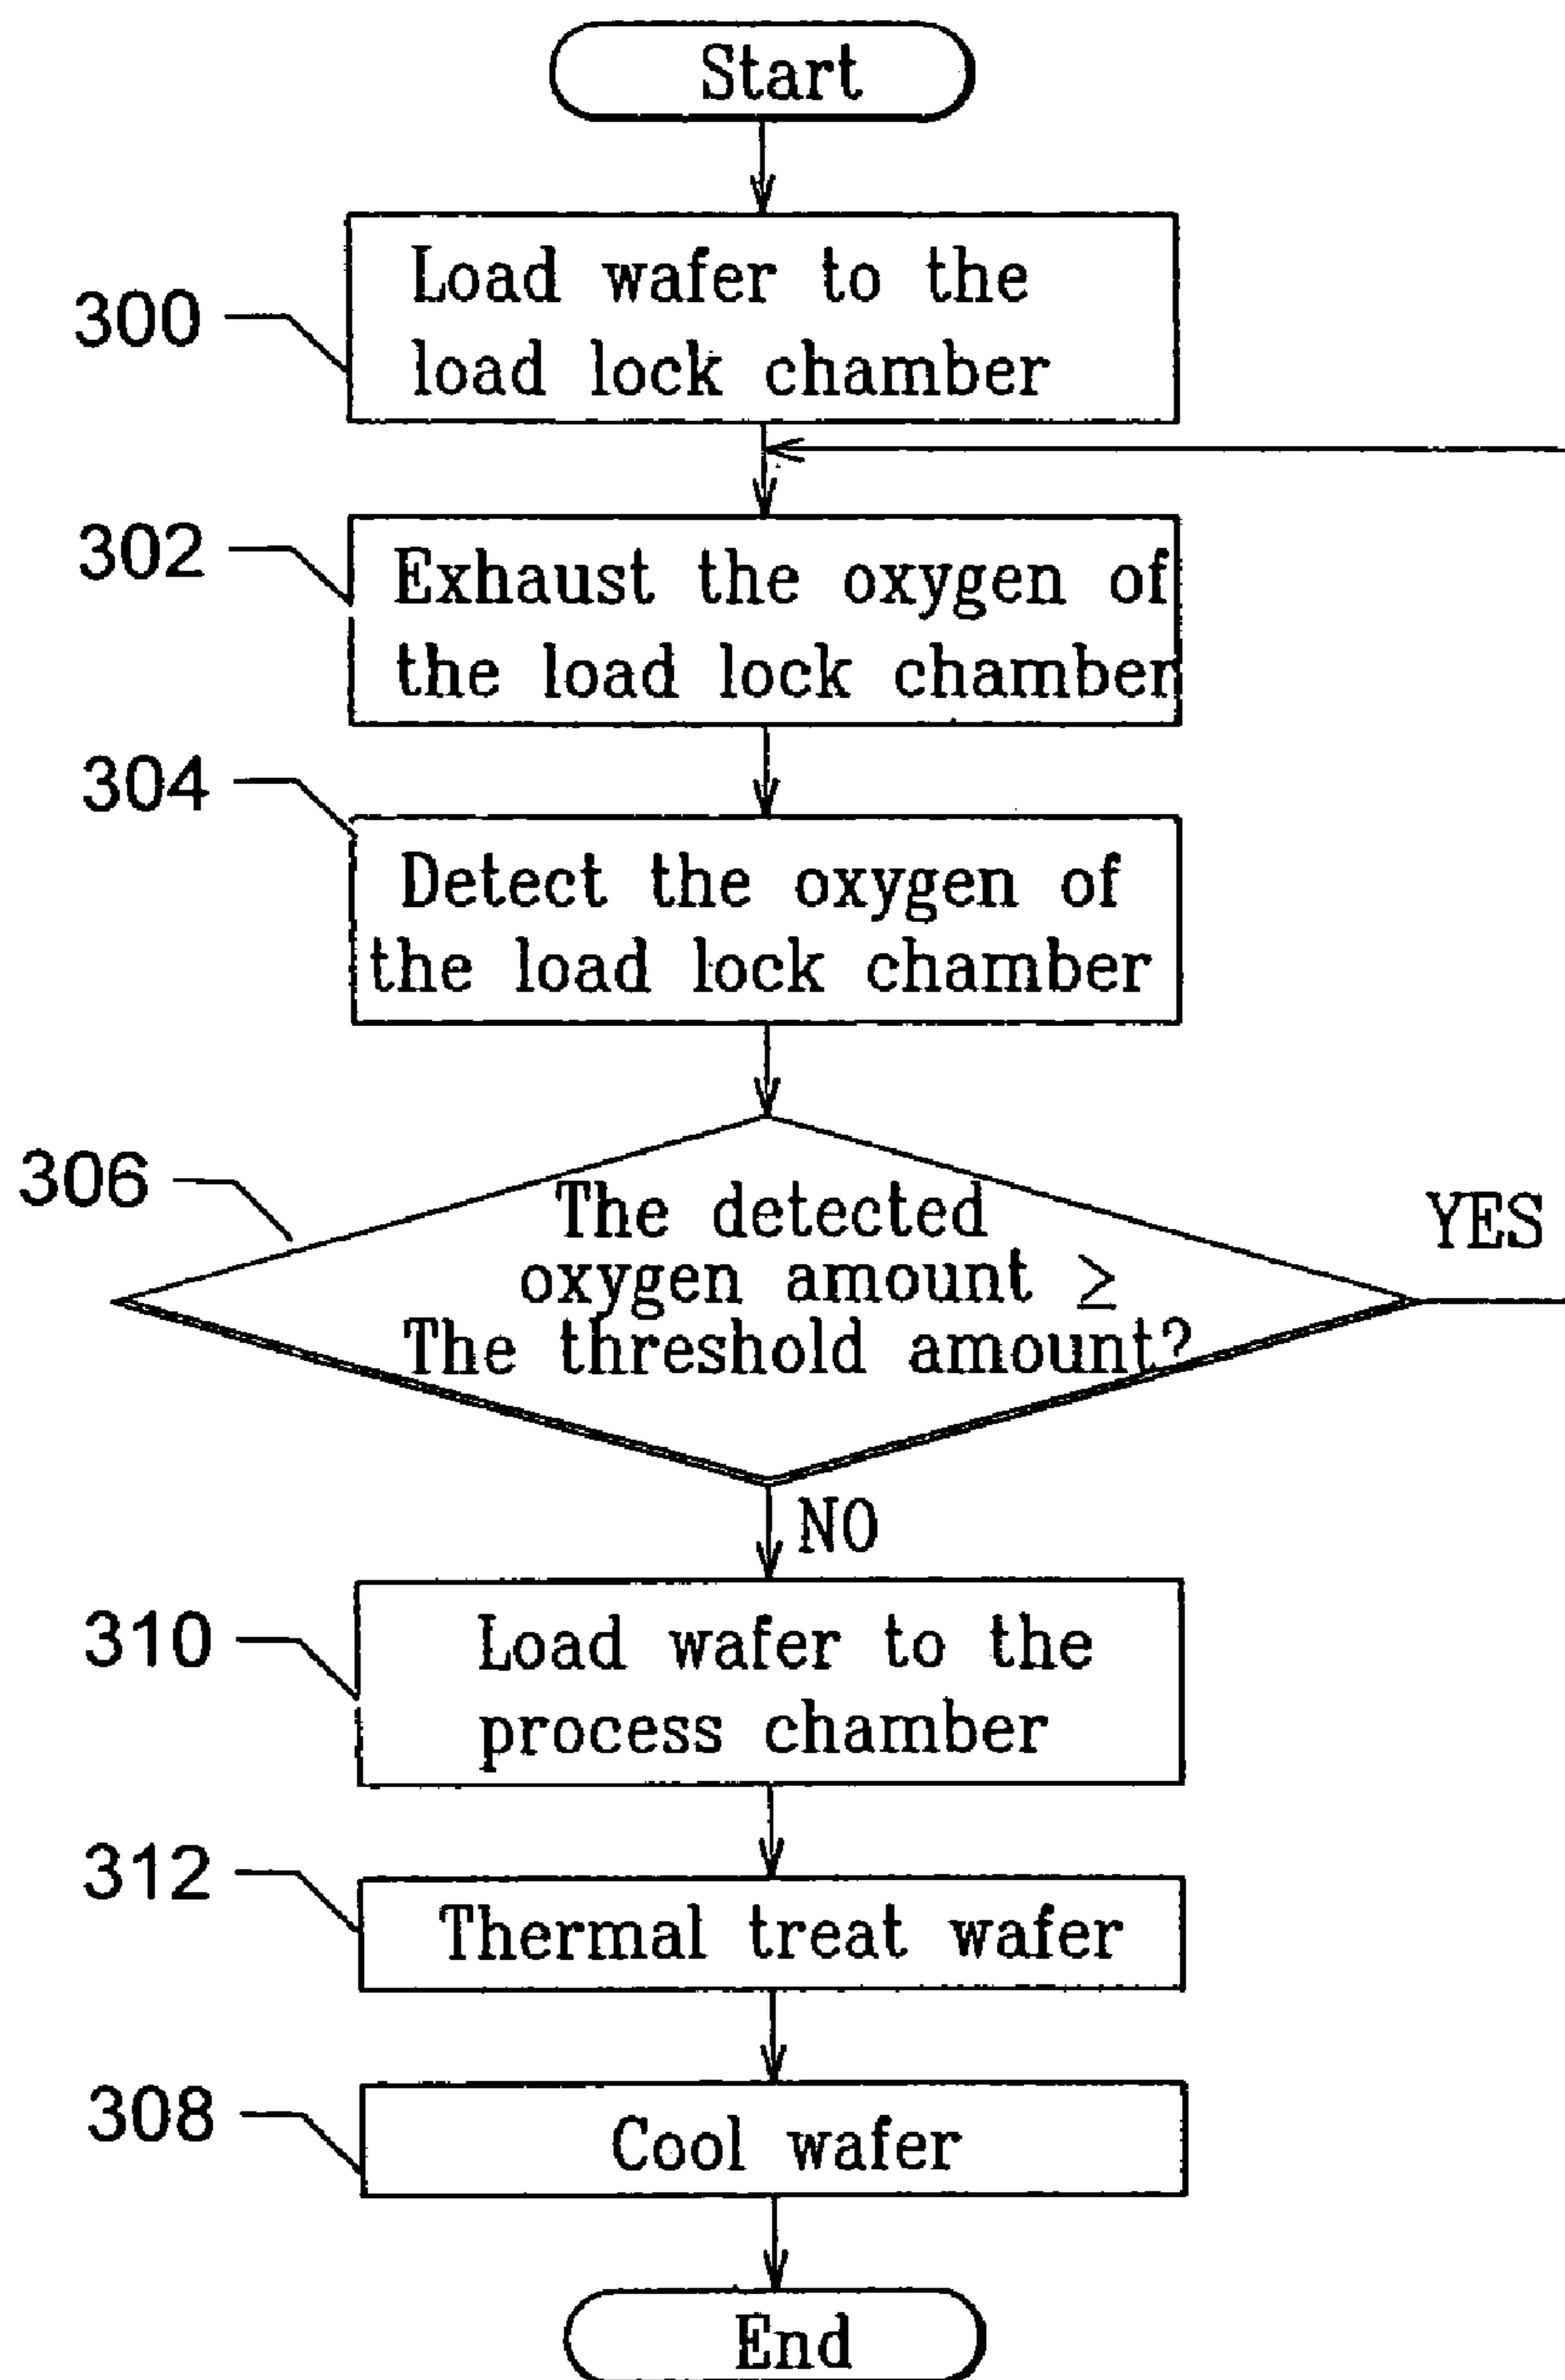 Start
300
Load wafer to the
load lock chamber
302
Exhaust the oxygen of
the load lock chamber
304
Detect the oxygen of
the load lock chamber
306
The detected
oxygen amount ≥
The threshold amount?
YES
NO
310
Load wafer to the
process chamber
312
Thermal treat wafer
308
Cool wafer
End